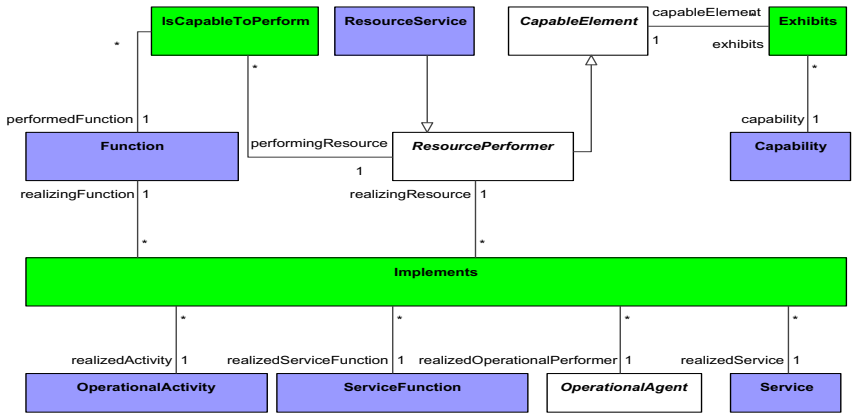 IsCapableToPerform
ResourceService
CapableElement
capableElement
*
Exhibits
*
*
1
exhibits
*
performedFunction 1
capability 1
Function
performingResource
1
ResourcePerformer
Capability
realizingFunction 1
realizingResource 1
*
*
Implements
*
*
*
*
realizedActivity 1
realizedServiceFunction 1
realizedOperationalPerformer 1
realizedService 1
OperationalActivity
ServiceFunction
OperationalAgent
Service